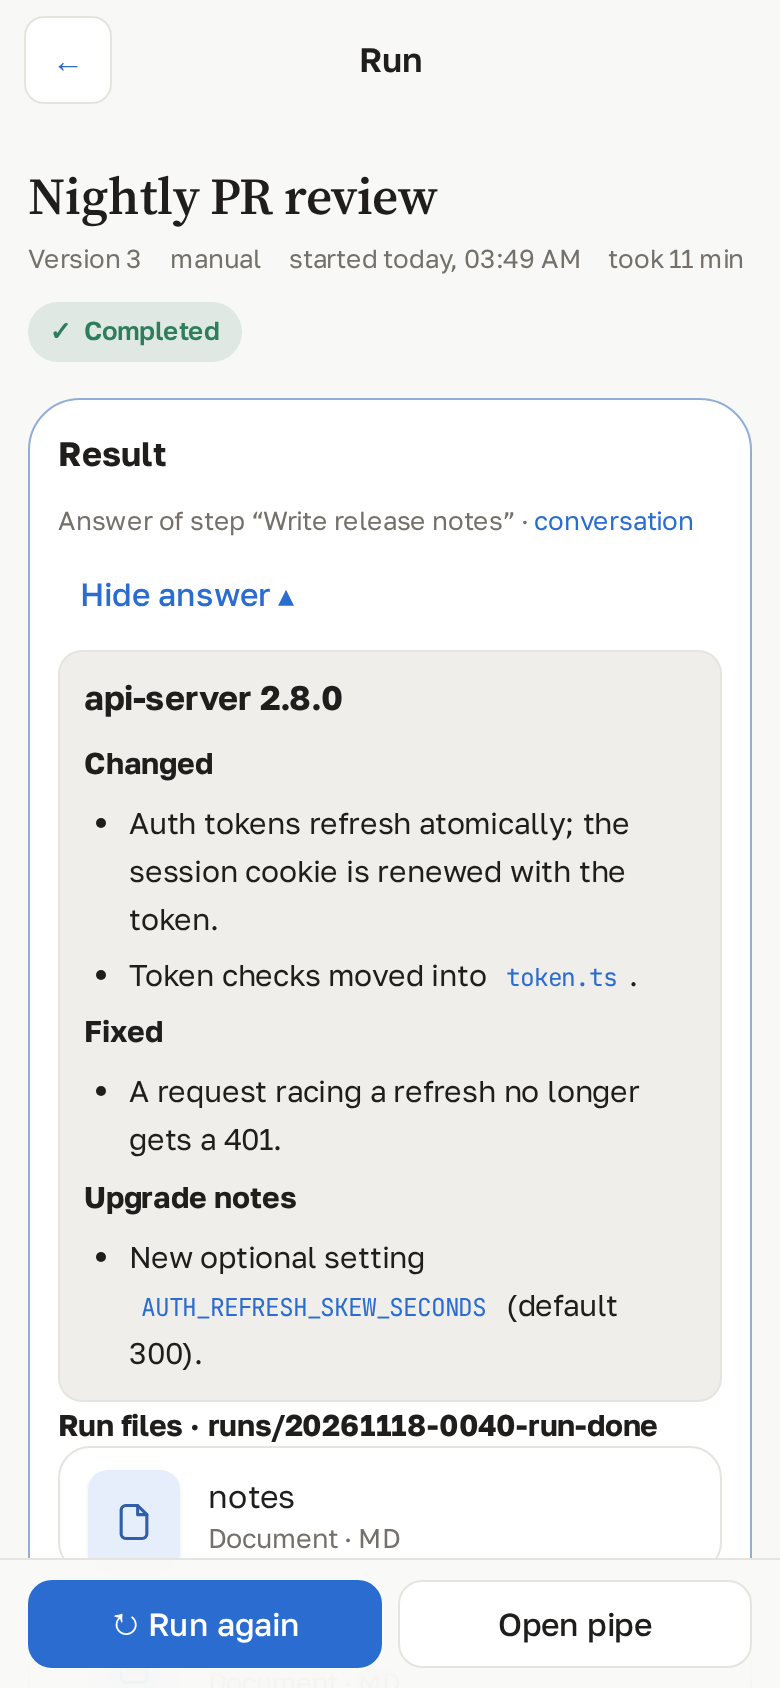 ←
Run
Nightly PR review
Version 3 manual started today, 03:49 AM took 11 min
✓ Completed
Result
Answer of step “Write release notes” · conversation
Hide answer ▴
api-server 2.8.0
Changed
• Auth tokens refresh atomically; the
session cookie is renewed with the
token.
• Token checks moved into token.ts .
Fixed
• A request racing a refresh no longer
gets a 401.
Upgrade notes
• New optional setting
AUTH_REFRESH_SKEW_SECONDS (default
300).
Run files · runs/20261118-0040-run-done
notes
Document · MD
↻ Run again
Open pipe
Document · MD